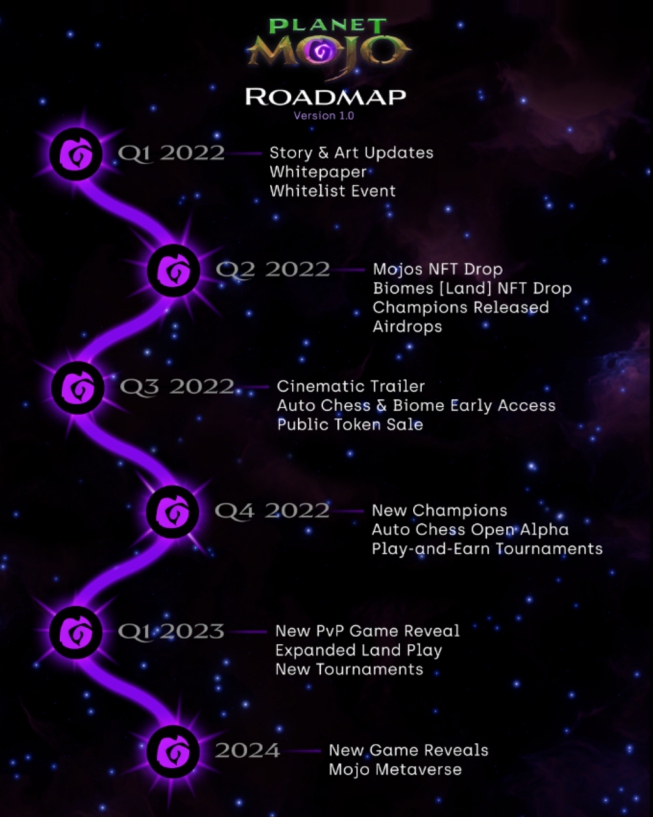 PLANET
MOJO
ROADMAP
Version 1.0
Q1 2022
Story & Art Updates
Whitepaper
Whitelist Event
Q2 2022
Mojos NFT Drop
Biomes [Land] NFT Drop
Champions Released
Airdrops
Q3 2022
Cinematic Trailer
Auto Chess & Biome Early Access
Public Token Sale
Q4 2022
New Champions
Auto Chess Open Alpha
Play-and-Earn Tournaments
Q1 2023
New PvP Game Reveal
Expanded Land Play
New Tournaments
2024
New Game Reveals
Mojo Metaverse